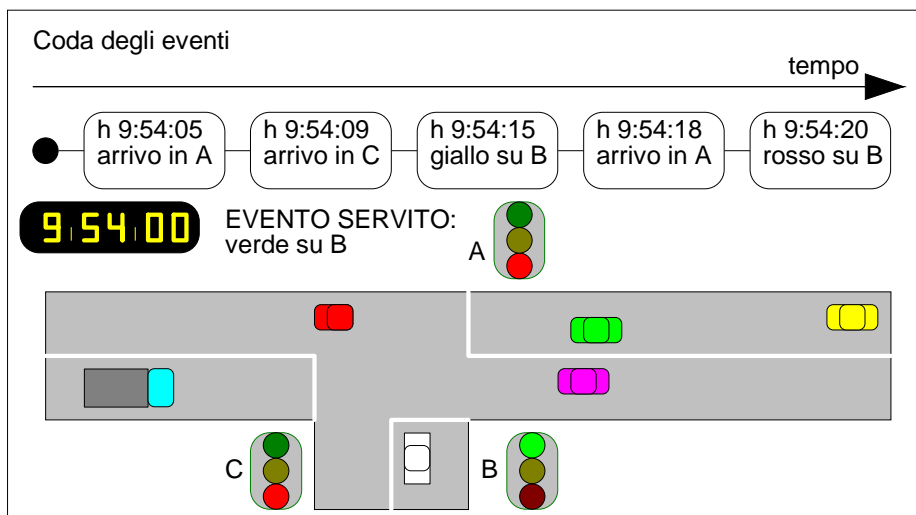 Coda degli eventi
tempo
h 9:54:05
arrivo in A
h 9:54:09
arrivo in C
h 9:54:15
giallo su B
h 9:54:18
arrivo in A
h 9:54:20
rosso su B
9:54:00
EVENTO SERVITO:
verde su B
A
C
B